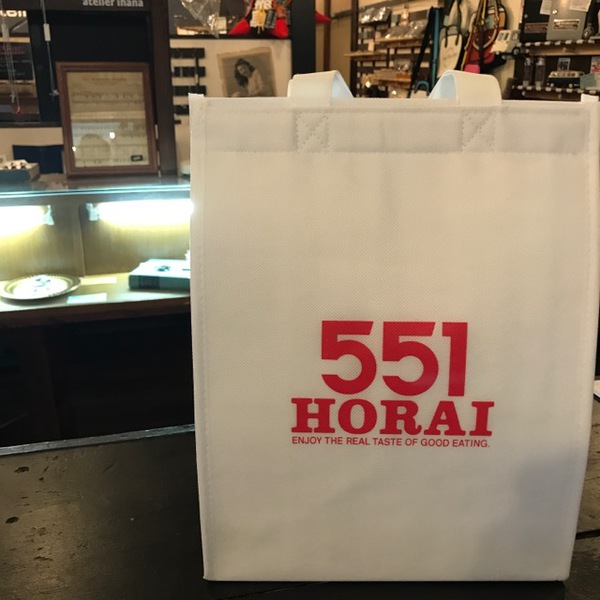 atelier inana
551
HORAI
ENJOY THE REAL TASTE OF GOOD EATING.